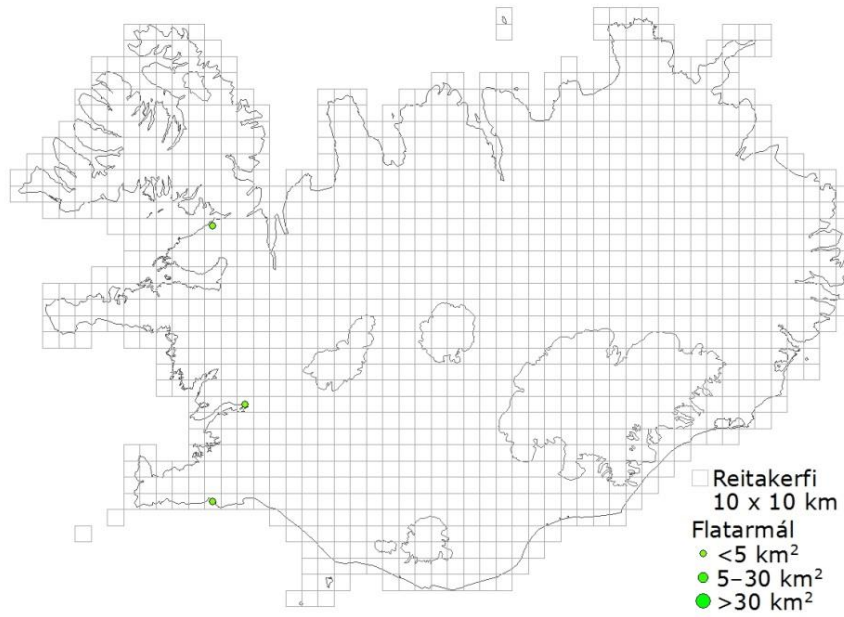 Reitakerfi
10 x 10 km
Flatarmál
<5 km²
5–30 km²
>30 km²